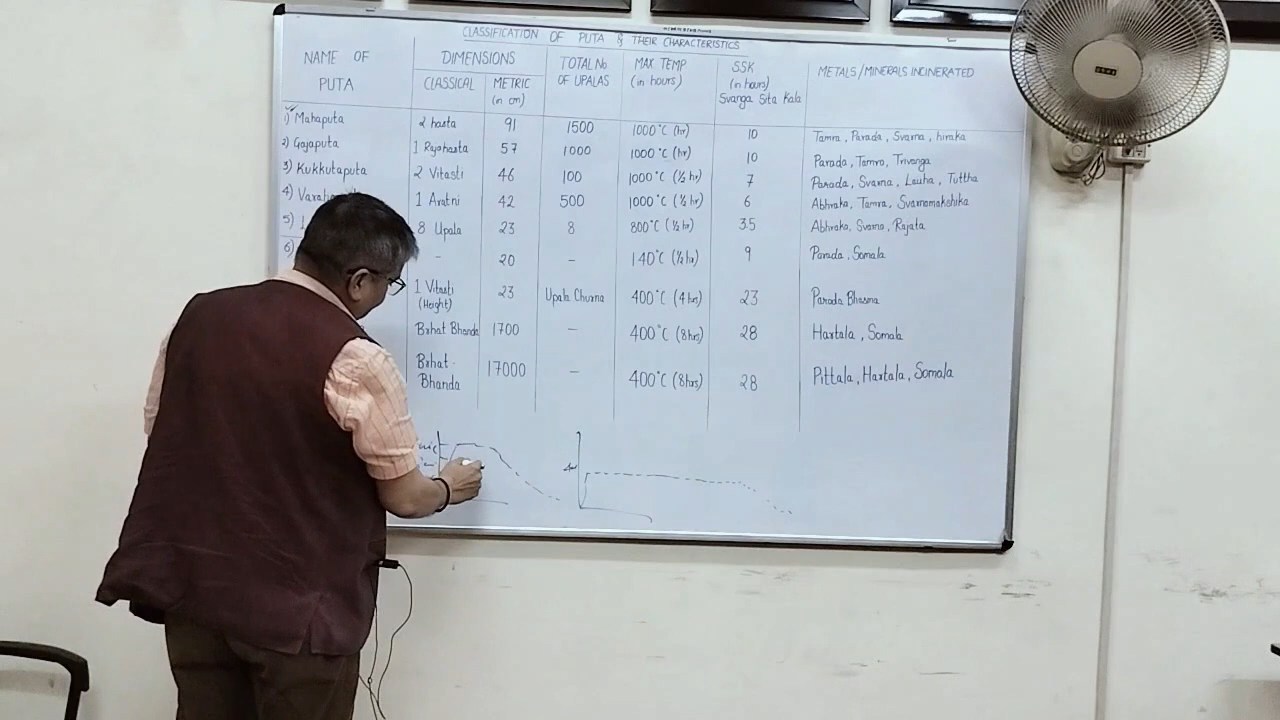 CLASSIFICATION OF PUTA & THEIR CHARACTERISTICS
NAME OF PUTA
DIMENSIONS
CLASSICAL
METRIC (in cm)
TOTAL No OF UPALAS
MAX TEMP (in hours)
SSK (in hours) Svanga Sita Kala
METALS/MINERALS INCINERATED
1) Mahaputa 2 hasta 91 1500 1000°C (hr) 10 Tamra, Parada, Svarna, hiraka
2) Gajaputa 1 Rajahasta 57 1000 1000°C (hr) 10 Parada, Tamra, Trivanga
3) Kukkutaputa 2 Vitasti 46 100 1000°C (½ hr) 7 Parada, Svarna, Lauha, Tuttha
4) 1 Aratni 42 500 1000°C (½ hr) 6 Abhraka, Tamra, Svarnamakshika
5) 8 Upala 23 8 800°C (½ hr) 3.5 Abhraka, Svarna, Rajata
6) - 20 - 140°C (½ hr) 9 Parada, Somala
1 Vitasti (Height) 23 Upala Churna 400°C (4 hrs) 23 Parada Bhasma
Brhat Bhanda 1700 - 400°C (8 hrs) 28 Hartala, Somala
Brhat Bhanda 17000 - 400°C (8 hrs) 28 Pittala, Hartala, Somala